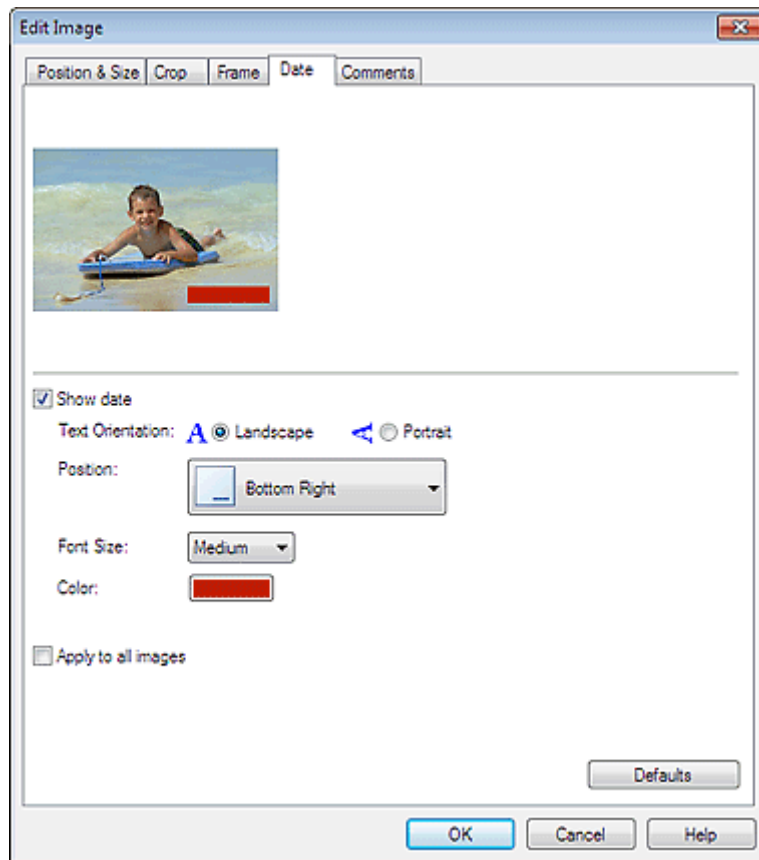 Edit Image
Position & Size Crop Frame Date Comments
Show date
Text Orientation: A Landscape A Portrait
Position: Bottom Right
Font Size: Medium
Color:
Apply to all images
Defaults
OK Cancel Help